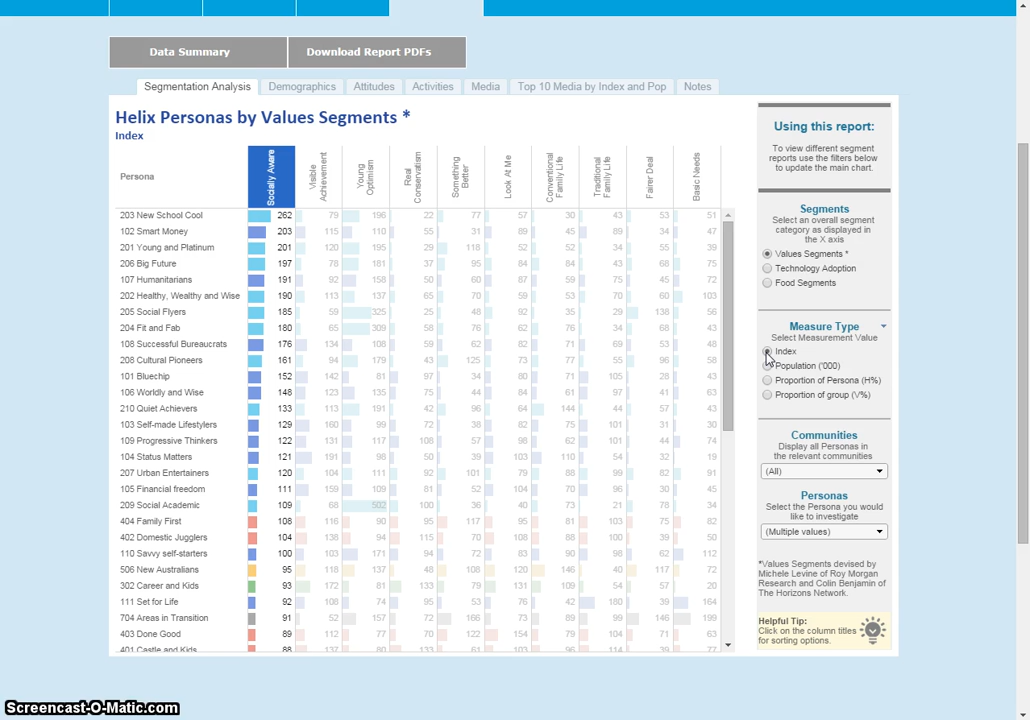 Data Summary
Download Report PDFs
Segmentation Analysis Demographics Attitudes Activities Media Top 10 Media by Index and Pop Notes
Helix Personas by Values Segments *
Index
Persona Socially Aware Visible Achievement Young Optimism Real Conservatism Something Better Look At Me Conventional Family Life Traditional Family Life Fairer Deal Basic Needs
203 New School Cool 262 79 196 22 77 57 30 43 53 51
102 Smart Money 203 115 110 55 31 89 45 89 34 47
201 Young and Platinum 201 120 195 29 118 52 52 34 55 39
206 Big Future 197 78 181 37 95 84 84 43 68 75
107 Humanitarians 191 92 158 50 60 87 59 75 45 72
202 Healthy, Wealthy and Wise 190 113 137 65 70 59 53 70 60 103
205 Social Flyers 185 59 325 25 48 92 35 29 138 56
204 Fit and Fab 180 65 309 58 76 62 76 34 68 43
108 Successful Bureaucrats 176 134 108 59 62 82 71 69 53 48
208 Cultural Pioneers 161 94 179 43 125 73 77 55 96 58
101 Bluechip 152 142 81 97 34 80 71 105 28 43
106 Worldly and Wise 148 123 135 75 44 84 61 97 41 63
210 Quiet Achievers 133 113 191 42 96 64 144 44 57 43
103 Self-made Lifestylers 129 160 99 72 38 82 75 101 31 30
109 Progressive Thinkers 122 131 117 108 57 98 62 101 44 74
104 Status Matters 121 191 98 50 39 103 110 54 32 19
207 Urban Entertainers 120 104 111 92 101 79 88 99 82 91
105 Financial freedom 111 159 109 81 52 104 70 96 30 45
209 Social Academic 109 68 502 100 36 40 73 21 78 34
404 Family First 108 116 90 95 117 95 81 103 75 82
402 Domestic Jugglers 104 138 94 115 70 108 88 100 39 50
110 Savvy self-starters 100 103 171 94 72 83 90 98 62 112
506 New Australians 95 118 137 48 108 120 146 40 117 72
302 Career and Kids 93 172 81 133 79 131 109 54 57 20
111 Set for Life 92 108 74 95 53 76 42 180 39 164
704 Areas in Transition 91 52 157 72 166 73 89 99 146 199
403 Done Good 89 112 77 70 122 154 79 104 71 63
401 Castle and Kids 88 137 80 133 61 103 96 114 39 77
Using this report:
To view different segment
reports use the filters below
to update the main chart.
Segments
Select an overall segment
category as displayed in
the X axis
Values Segments *
Technology Adoption
Food Segments
Measure Type
Select Measurement Value
Index
Population ('000)
Proportion of Persona (H%)
Proportion of group (V%)
Communities
Display all Personas in
the relevant communities
(All)
Personas
Select the Persona you would
like to investigate
(Multiple values)
*Values Segments devised by
Michele Levine of Roy Morgan
Research and Colin Benjamin of
The Horizons Network.
Helpful Tip:
Click on the column titles
for sorting options.
Screencast-O-Matic.com